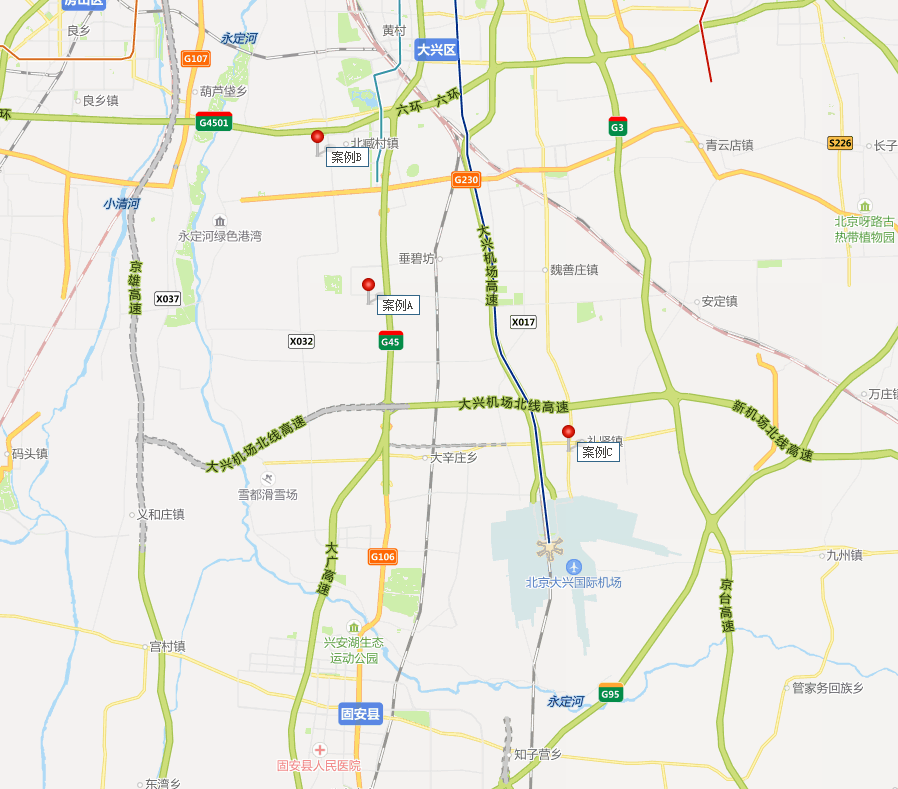 房山区
良乡
永定河
黄村
大兴区
G107
葫芦垡乡
良乡镇
环
G4501
六环
六环
G3
S226
长子
案例B
北臧村镇
青云店镇
G230
小清河
永定河绿色港湾
北京呀路古
热带植物园
大兴机场高速
垂碧坊
魏善庄镇
京雄高速
X037
案例A
安定镇
X017
X032
G45
万庄镇
大兴机场北线高速
新机场北线高速
大兴机场北线高速
礼贤镇
案例C
码头镇
大辛庄乡
雪都滑雪场
义和庄镇
大广高速
G106
九州镇
北京大兴国际机场
京台高速
兴安湖生态
运动公园
宫村镇
管家务回族乡
G95
永定河
固安县
知子营乡
固安县人民医院
东湾乡